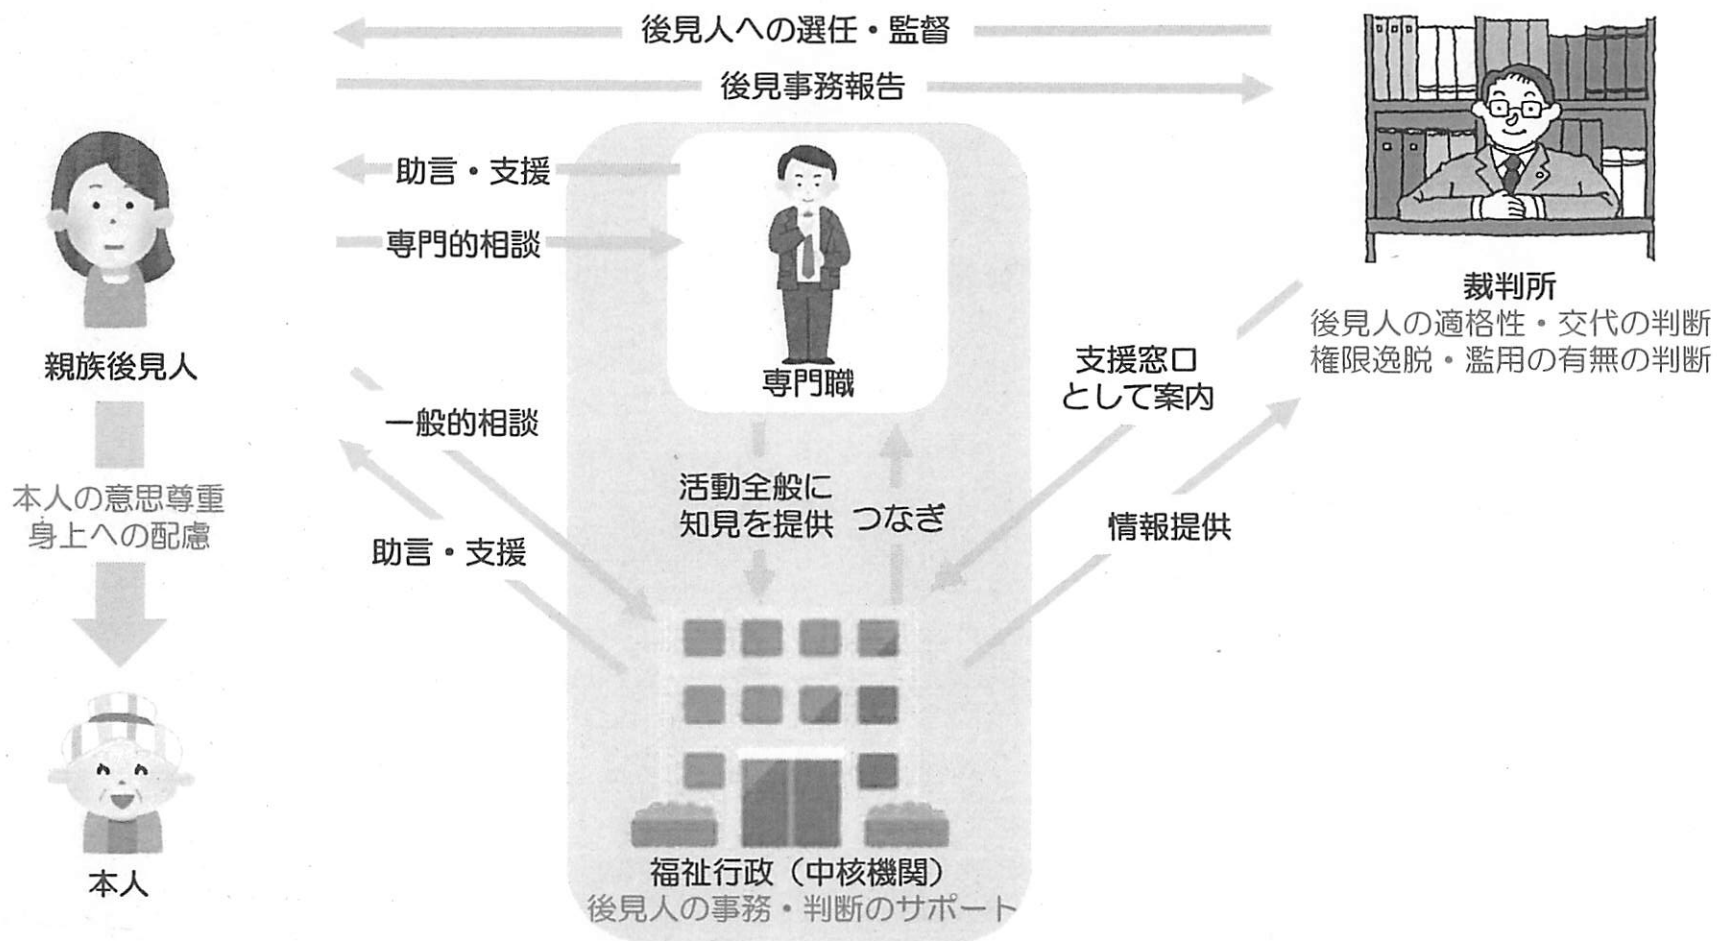 後見人への選任・監督
後見事務報告
助言・支援
専門的相談
専門職
親族後見人
裁判所
後見人の適格性・交代の判断
権限逸脱・濫用の有無の判断
支援窓口
として案内
一般的相談
本人の意思尊重
身上への配慮
活動全般に
知見を提供
つなぎ
情報提供
助言・支援
本人
福祉行政（中核機関）
後見人の事務・判断のサポート